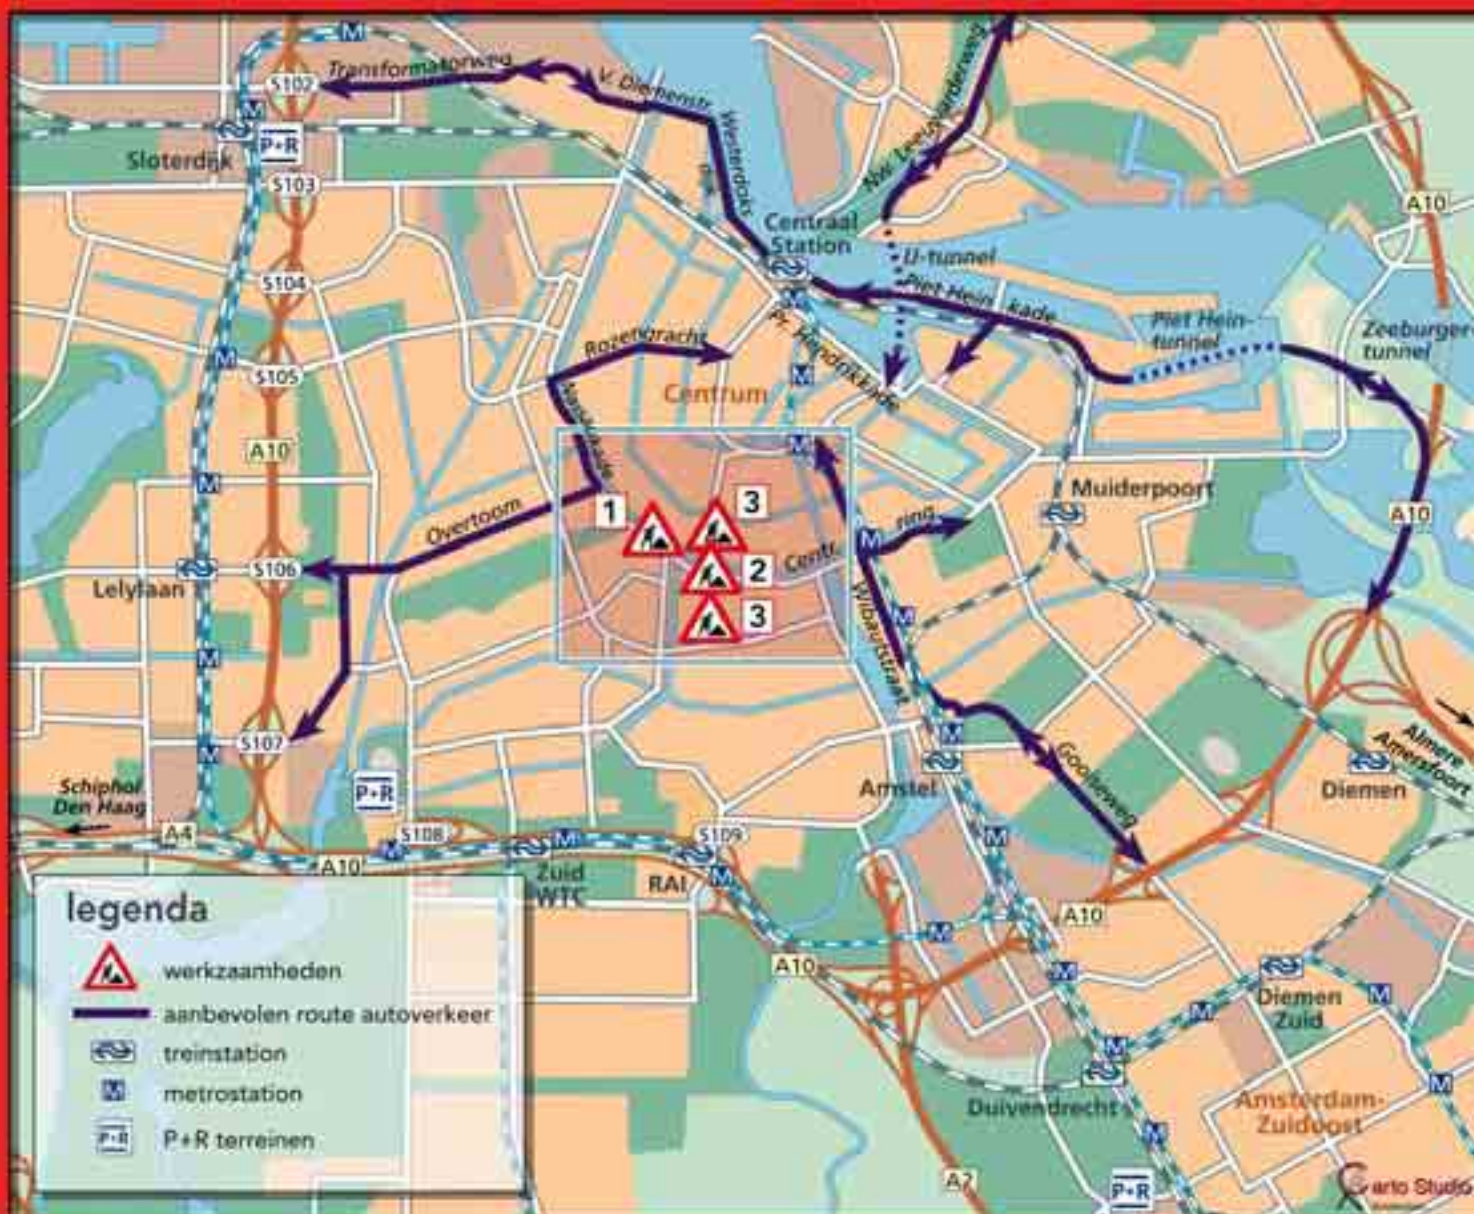 S102
Transformatorweg
V. Diemenstr.
Westerdoks
dijk
Nw. Leeuwarderweg
Sloterdijk
P+R
S103
Centraal
Station
IJ-tunnel
A10
S104
Piet Hein kade
Piet Hein-
tunnel
Zeeburger-
tunnel
Pr. Hendrikkade
Rozengracht
S105
Centrum
Nassaukade
A10
Muiderpoort
A10
Overtoom
1
3
2
3
Centr.
ring
S106
Lelylaan
Wibautstraat
S107
Schiphol
Den Haag
A4
P+R
S108
A10
Zuid
WTC
S109
RAI
Amstel
Gooiseweg
Diemen
Almere
Amersfoort
A10
A10
Diemen
Zuid
Duivendrecht
Amsterdam-
Zuidoost
A2
P+R
Carto Studio
legenda
werkzaamheden
aanbevolen route autoverkeer
treinstation
M metrostation
P+R P+R terreinen